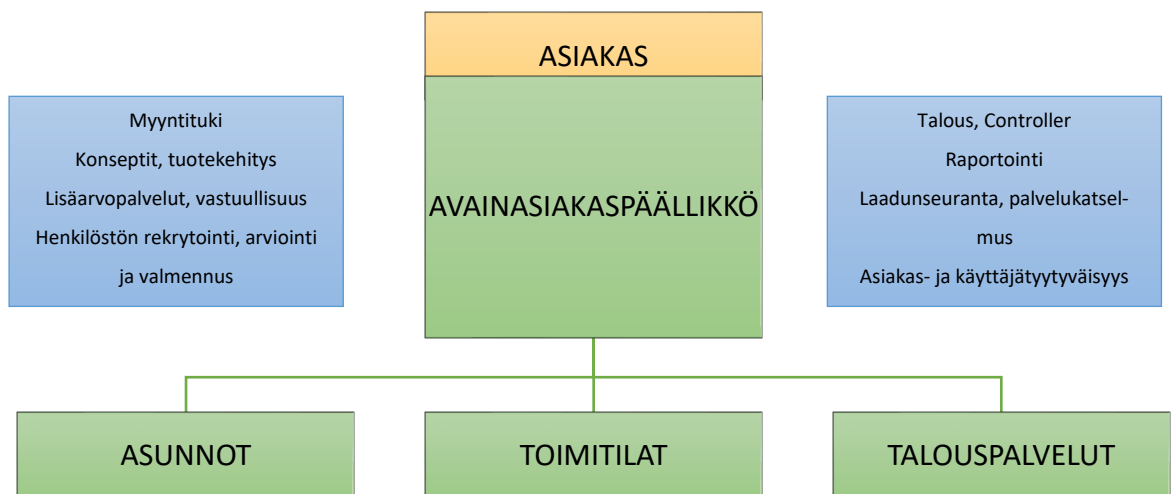 ASIAKAS
Myyntituki
Konseptit, tuotekehitys
Lisäarvopalvelut, vastuullisuus
Henkilöstön rekrytointi, arviointi
ja valmennus
AVAINASIAKASPÄÄLLIKKÖ
Talous, Controller
Raportointi
Laadunseuranta, palvelukatsel-
mus
Asiakas- ja käyttäjätyytyväisyys
ASUNNOT
TOIMITILAT
TALOUSPALVELUT